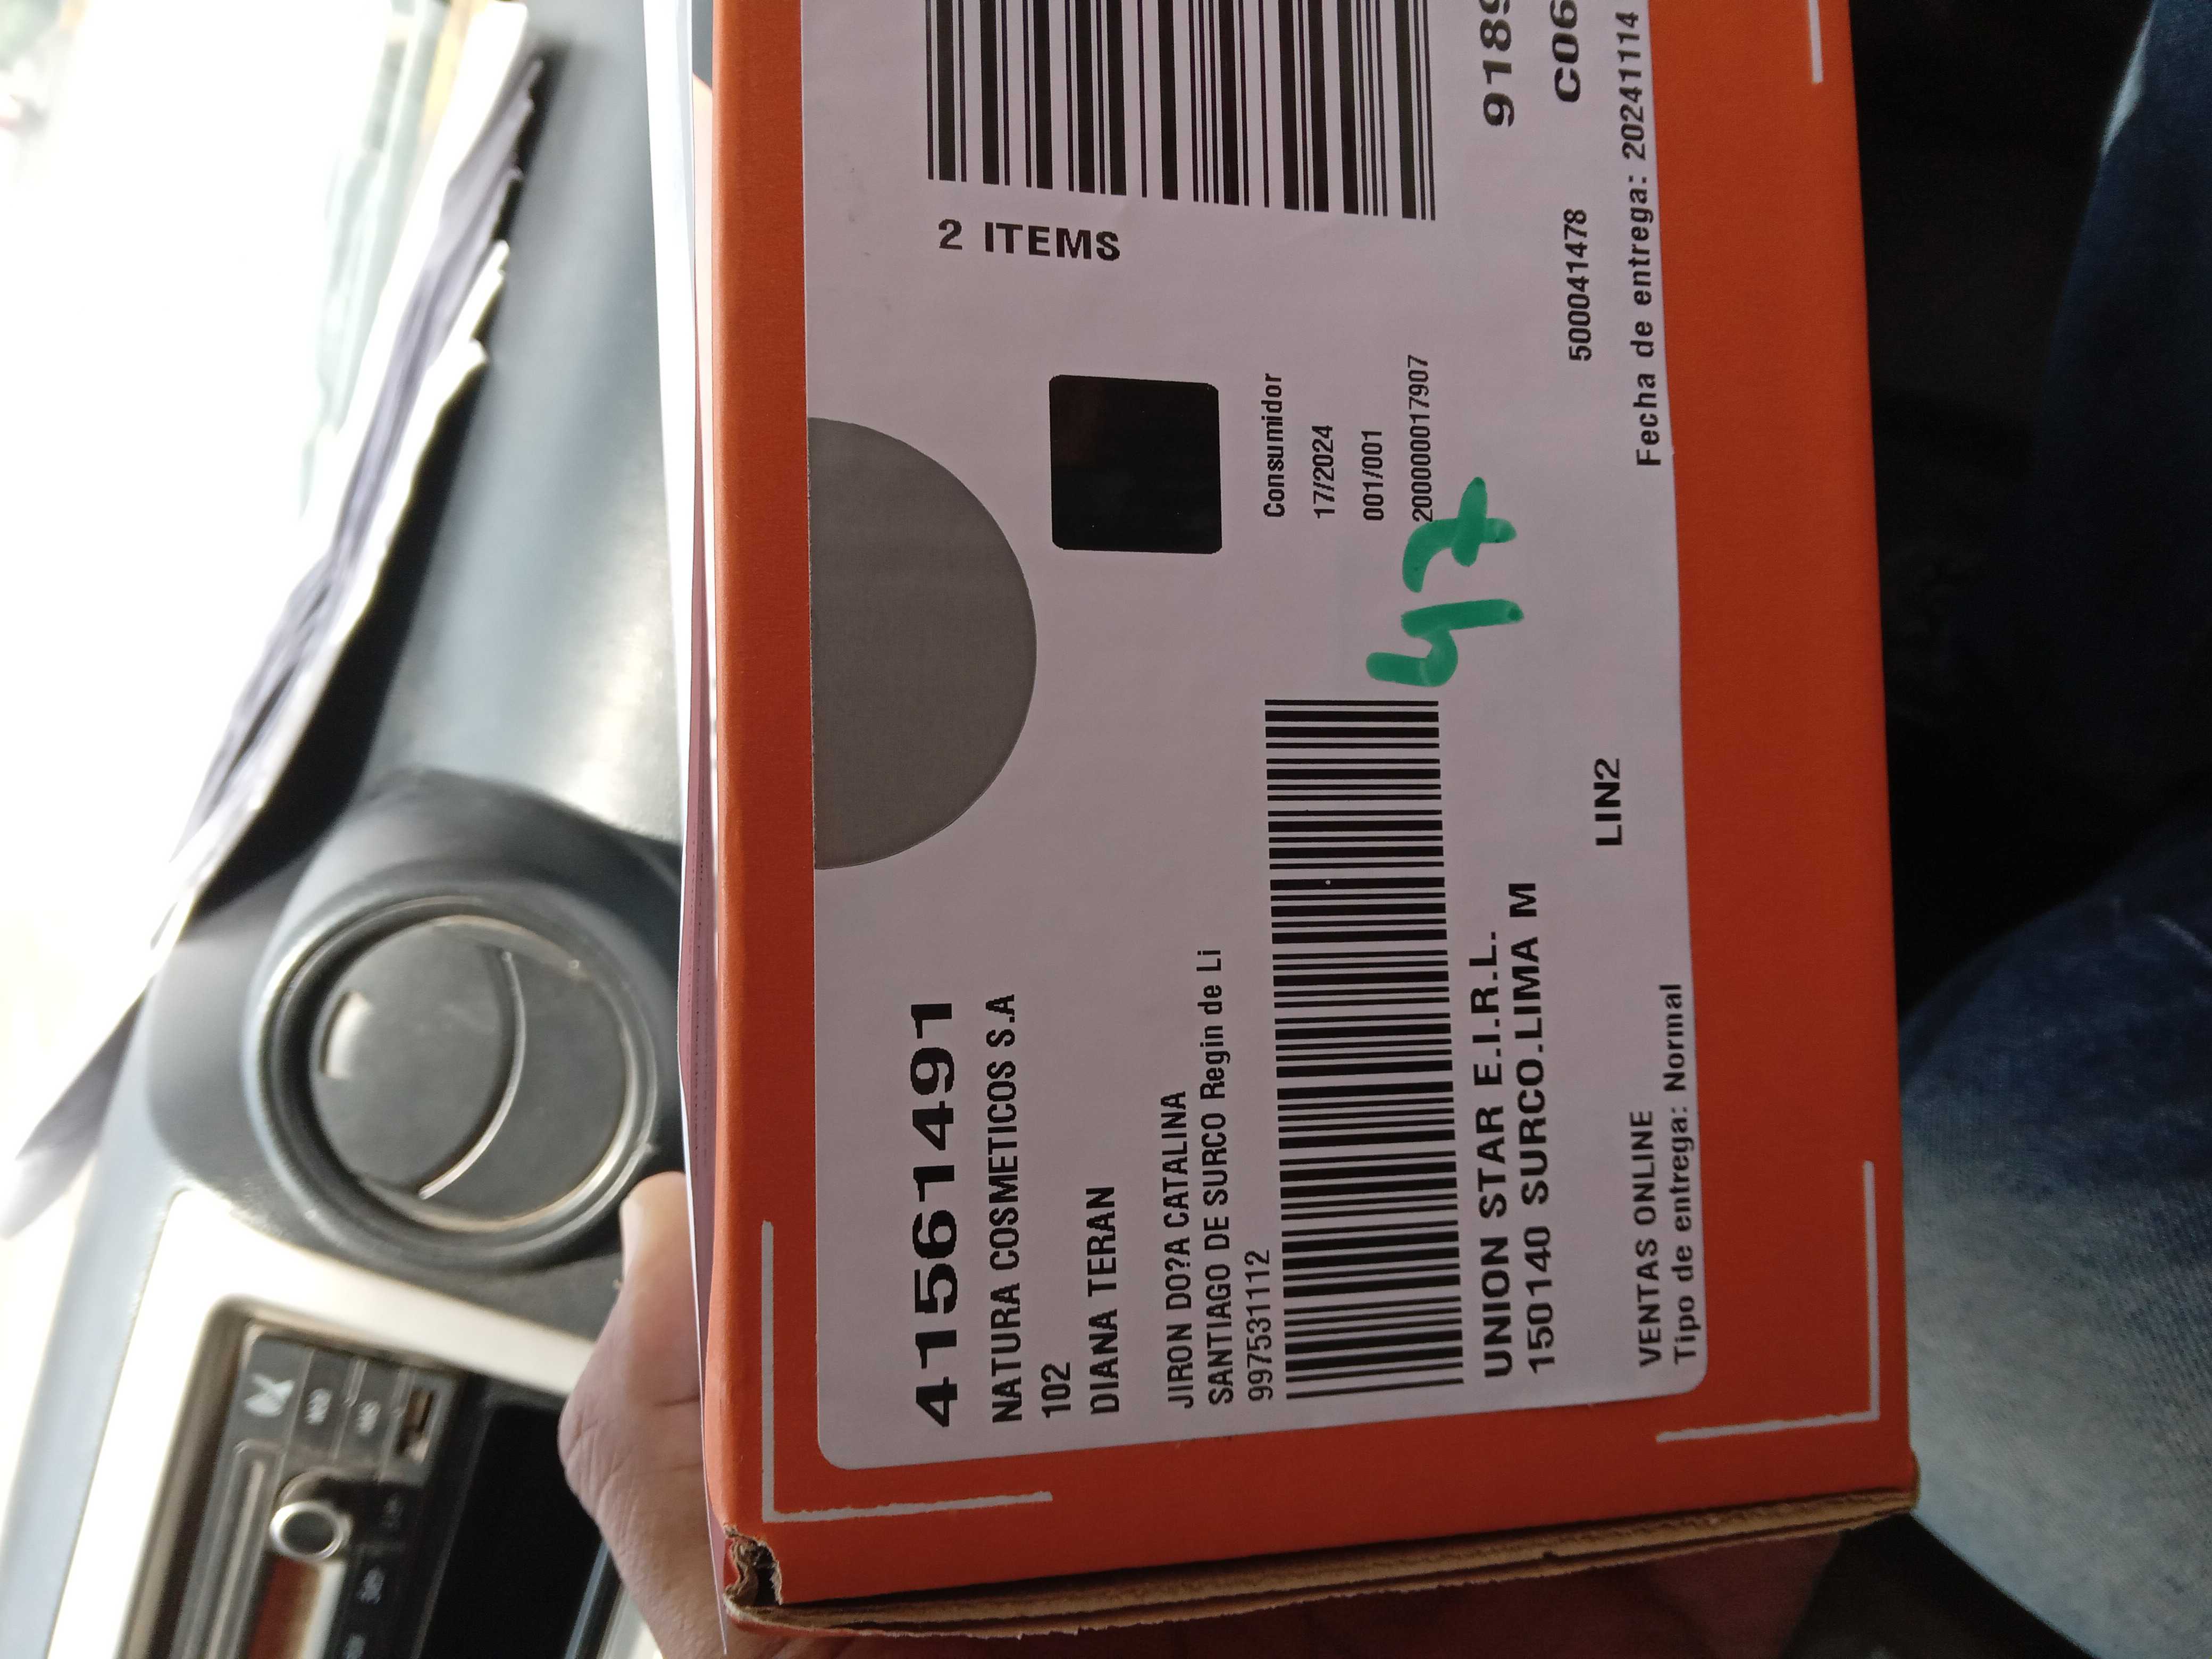 41561491
NATURA COSMETICOS S.A
102
DIANA TERAN
JIRON DO?A CATALINA
SANTIAGO DE SURCO Regin de Li
997531112
2 ITEMS
Consumidor
17/2024
001/001
200000017907
47
UNION STAR E.I.R.L.
150140 SURCO.LIMA M
9189
C06
LIN2
50041478
VENTAS ONLINE
Tipo de entrega: Normal
Fecha de entrega: 20241114